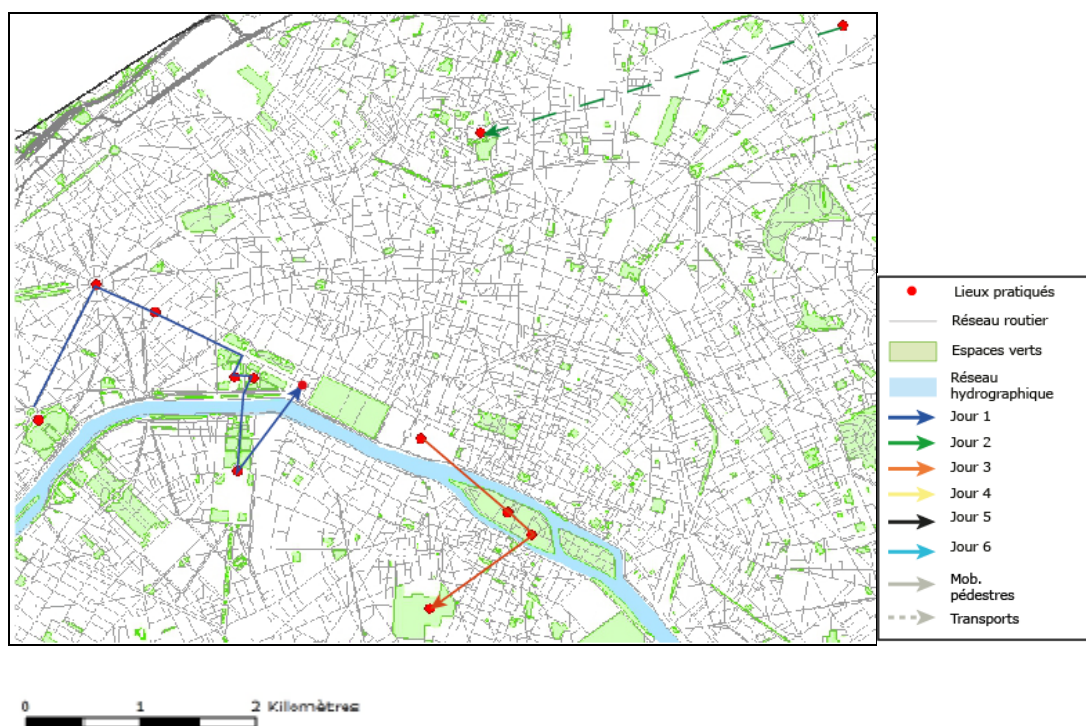 Lieux pratiqués
Réseau routier
Espaces verts
Réseau
hydrographique
Jour 1
Jour 2
Jour 3
Jour 4
Jour 5
Jour 6
Mob.
pédestres
Transports
0 1 2 Kilomètres